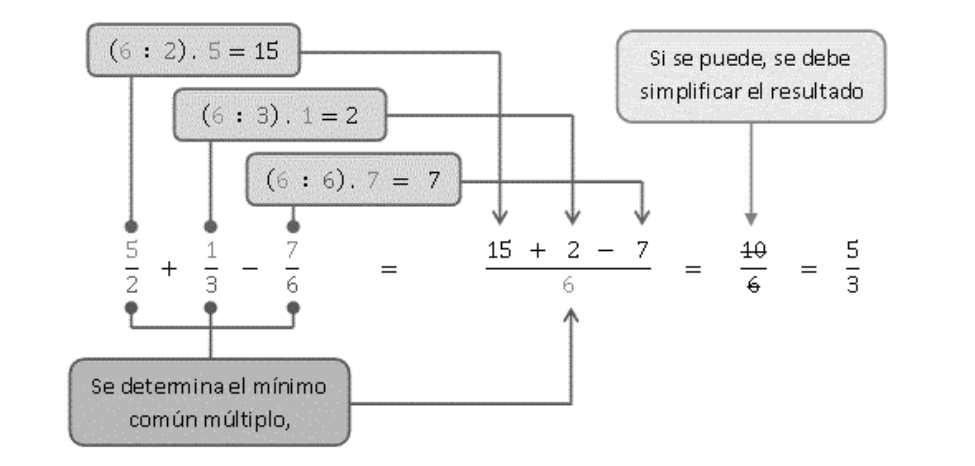 (6 : 2). 5 = 15
(6 : 3). 1 = 2
(6 : 6). 7 = 7
Si se puede, se debe
simplificar el resultado
5/2 + 1/3 − 7/6 = 15 + 2 − 7/6 = 10/6 = 5/3
Se determina el mínimo
común múltiplo,